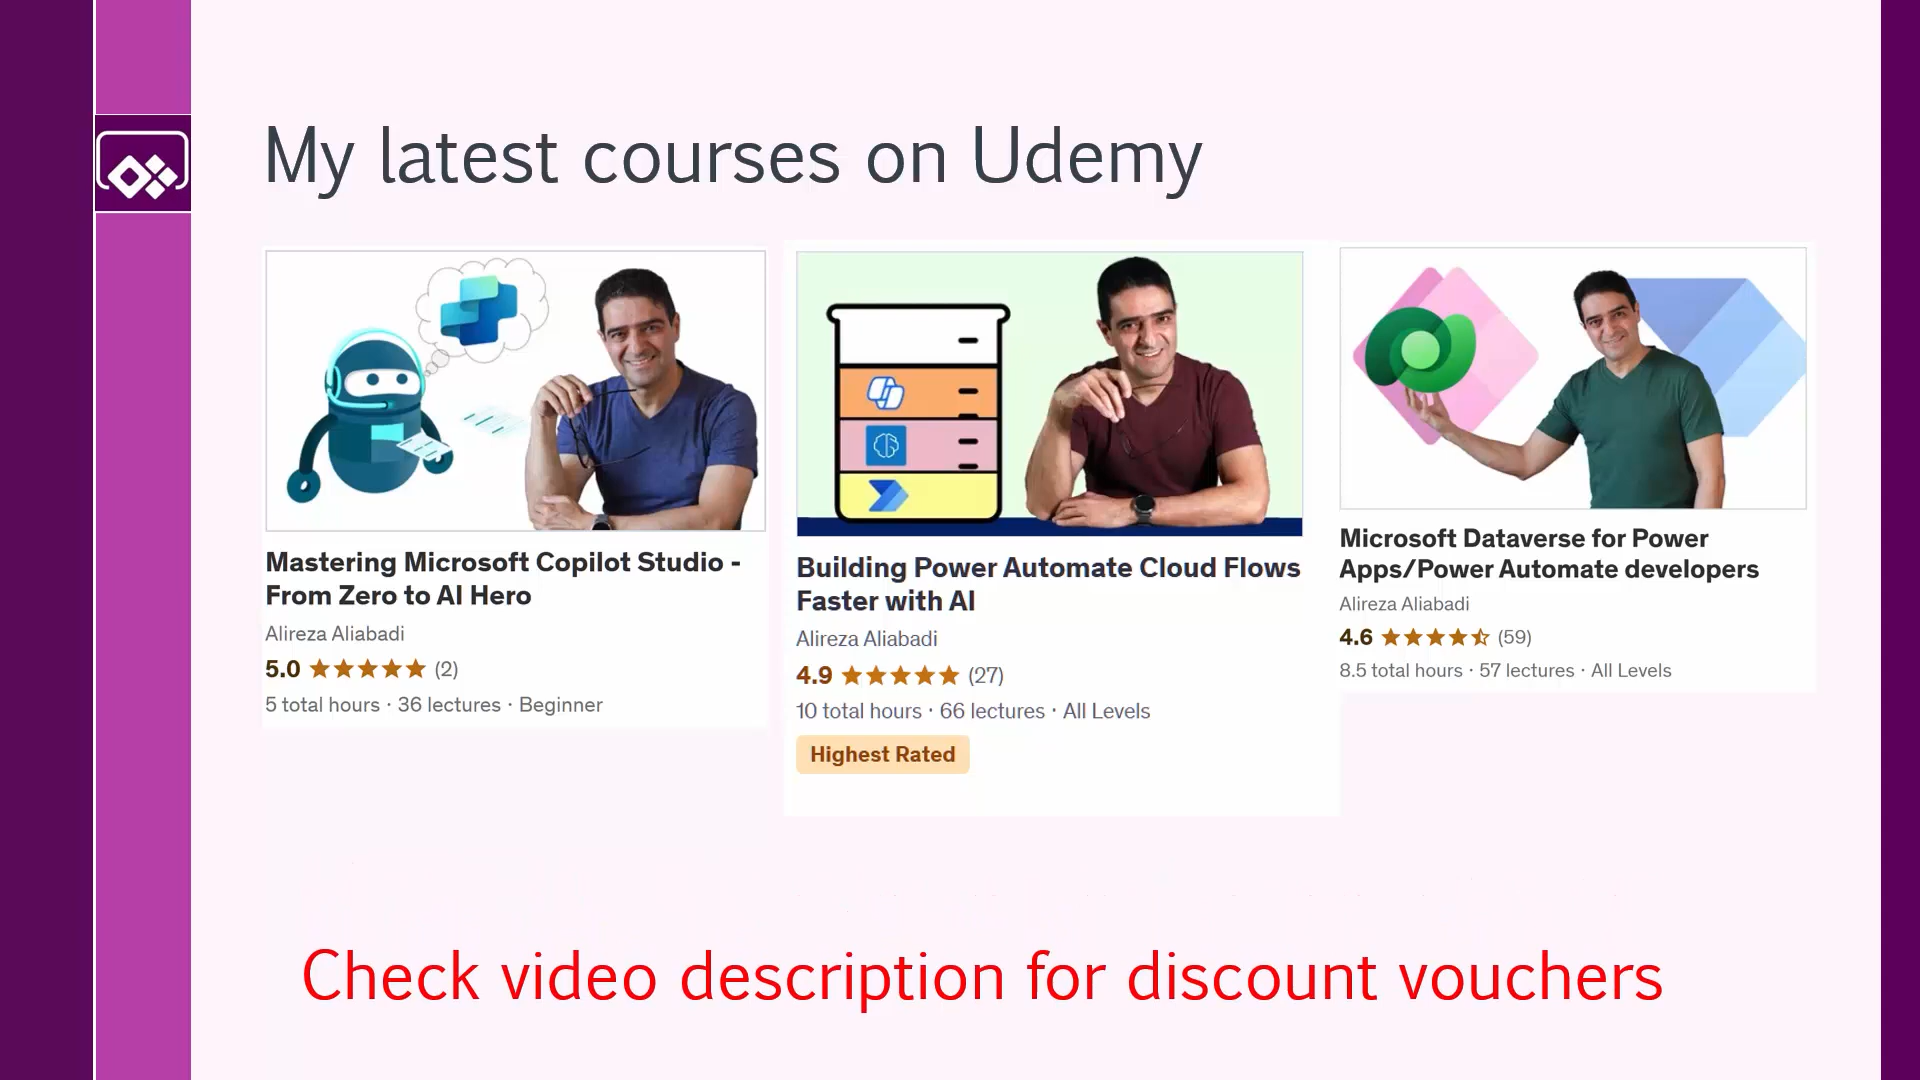 My latest courses on Udemy
Mastering Microsoft Copilot Studio -
From Zero to AI Hero
Alireza Aliabadi
5.0 (2)
5 total hours · 36 lectures · Beginner
Building Power Automate Cloud Flows
Faster with AI
Alireza Aliabadi
4.9 (27)
10 total hours · 66 lectures · All Levels
Highest Rated
Microsoft Dataverse for Power
Apps/Power Automate developers
Alireza Aliabadi
4.6 (59)
8.5 total hours · 57 lectures · All Levels
Check video description for discount vouchers